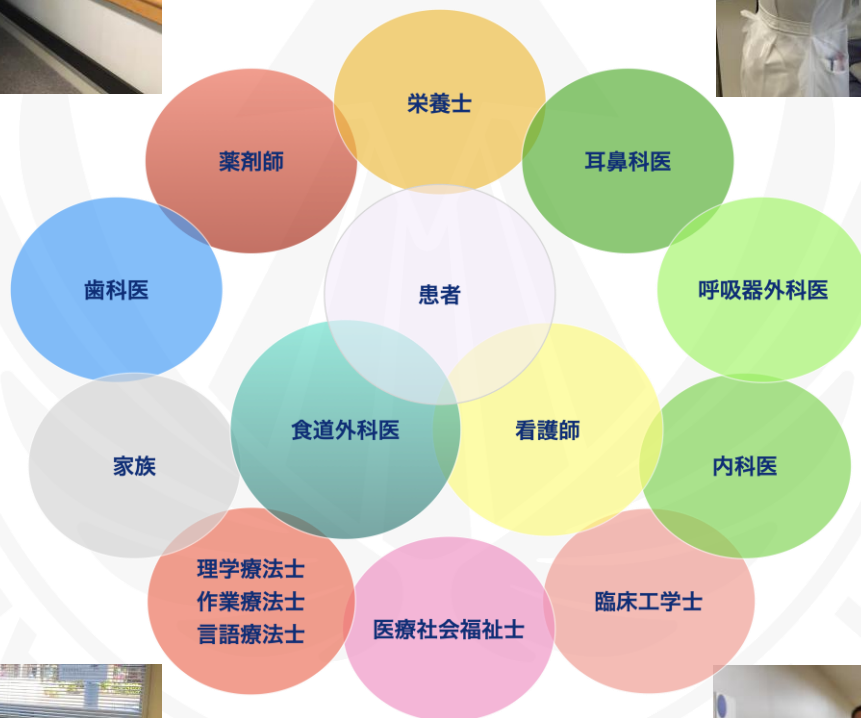 栄養士
薬剤師
耳鼻科医
歯科医
患者
呼吸器外科医
食道外科医
看護師
家族
内科医
理学療法士
作業療法士
言語療法士
医療社会福祉士
臨床工学士